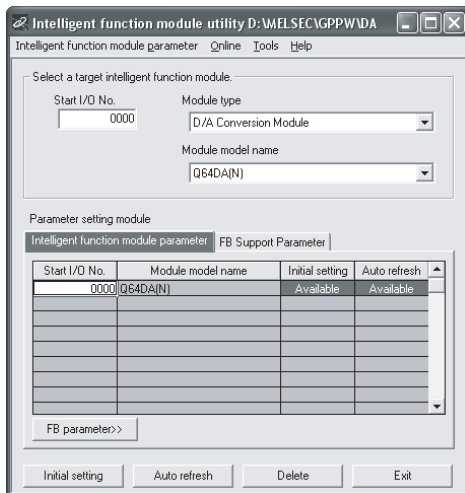 Intelligent function module utility D:\MELSEC\GPPW\DA
Intelligent function module parameter Online Tools Help
Select a target intelligent function module.
Start I/O No. Module type
0000 D/A Conversion Module
Module model name
Q64DA(N)
Parameter setting module
Intelligent function module parameter FB Support Parameter
Start I/O No. Module model name Initial setting Auto refresh
0000 Q64DA(N) Available Available
FB parameter>>
Initial setting Auto refresh Delete Exit